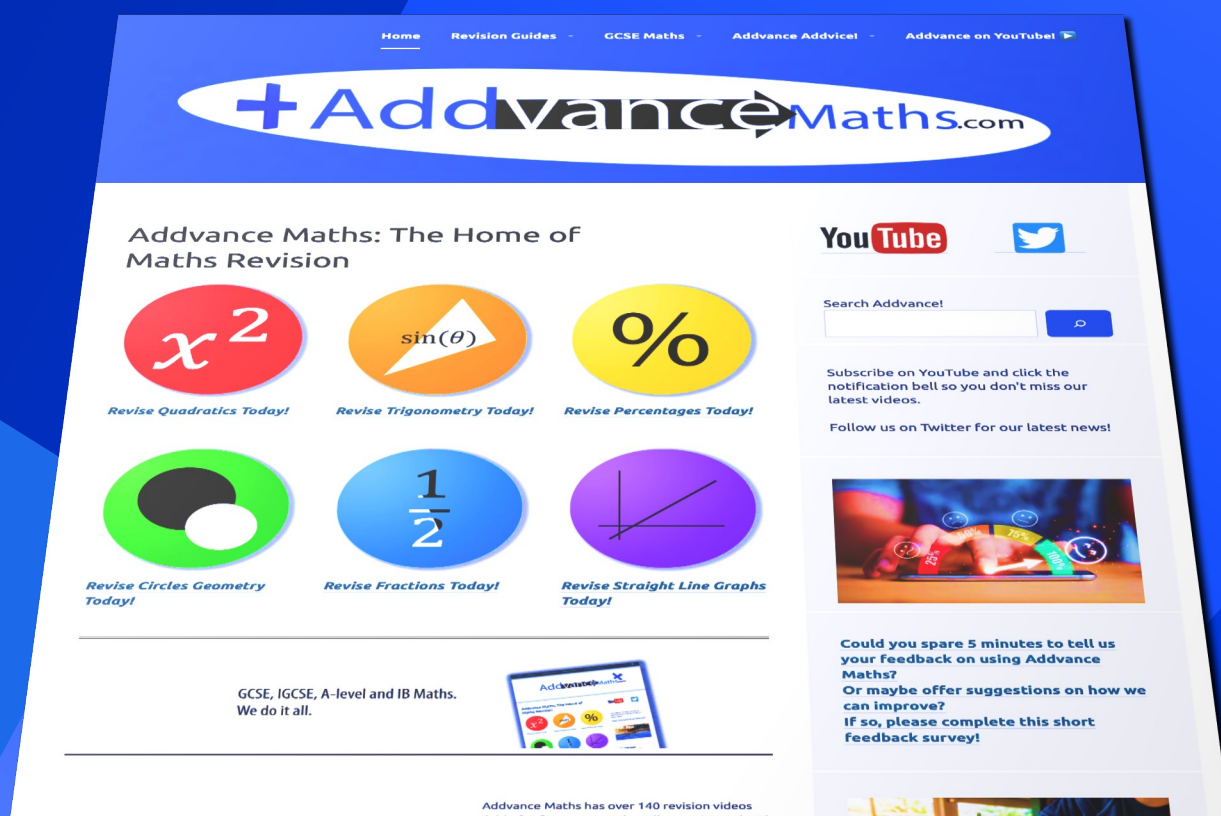 Home Revision Guides GCSE Maths Addvance Addvice! Addvance on YouTube!
+AddvanceMaths.com
Addvance Maths: The Home of
Maths Revision
x²
sin(θ)
%
Revise Quadratics Today!
Revise Trigonometry Today!
Revise Percentages Today!
1
2
Revise Circles Geometry
Today!
Revise Fractions Today!
Revise Straight Line Graphs
Today!
GCSE, IGCSE, A-level and IB Maths.
We do it all.
AddvanceMaths
x²
%
Addvance Maths has over 140 revision videos
YouTube
Search Addvance!
Subscribe on YouTube and click the
notification bell so you don't miss our
latest videos.
Follow us on Twitter for our latest news!
25%
50%
75%
100%
Could you spare 5 minutes to tell us
your feedback on using Addvance
Maths?
Or maybe offer suggestions on how we
can improve?
If so, please complete this short
feedback survey!